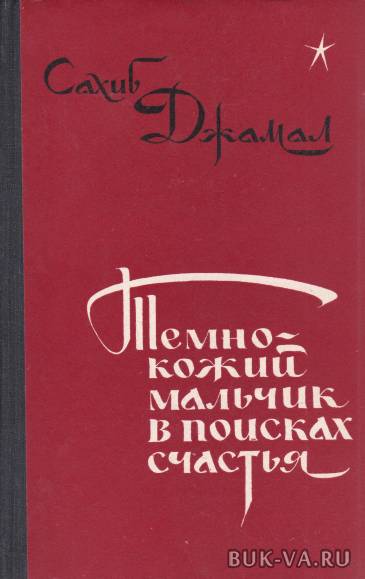 Сахиб
Джамал
Темно-
кожий
мальчик
в поисках
счастья
BUK-VA.RU